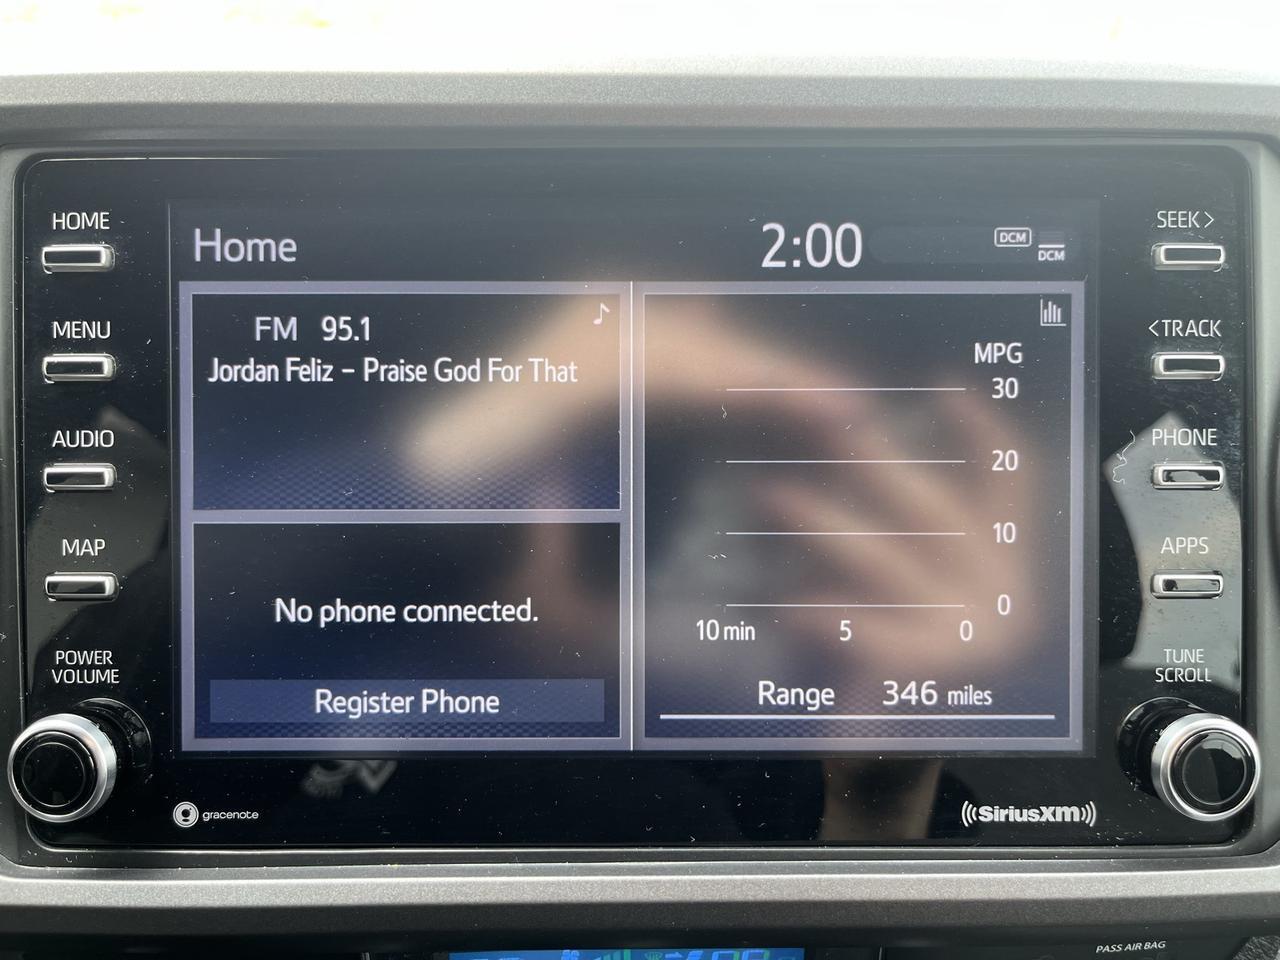 HOME
MENU
AUDIO
MAP
POWER
VOLUME
Home
2:00
DCM
DCM
FM 95.1
Jordan Feliz – Praise God For That
No phone connected.
Register Phone
MPG
30
20
10
0
10 min 5 0
Range 346 miles
SEEK >
< TRACK
PHONE
APPS
TUNE
SCROLL
gracenote
SiriusXM
PASS AIR BAG